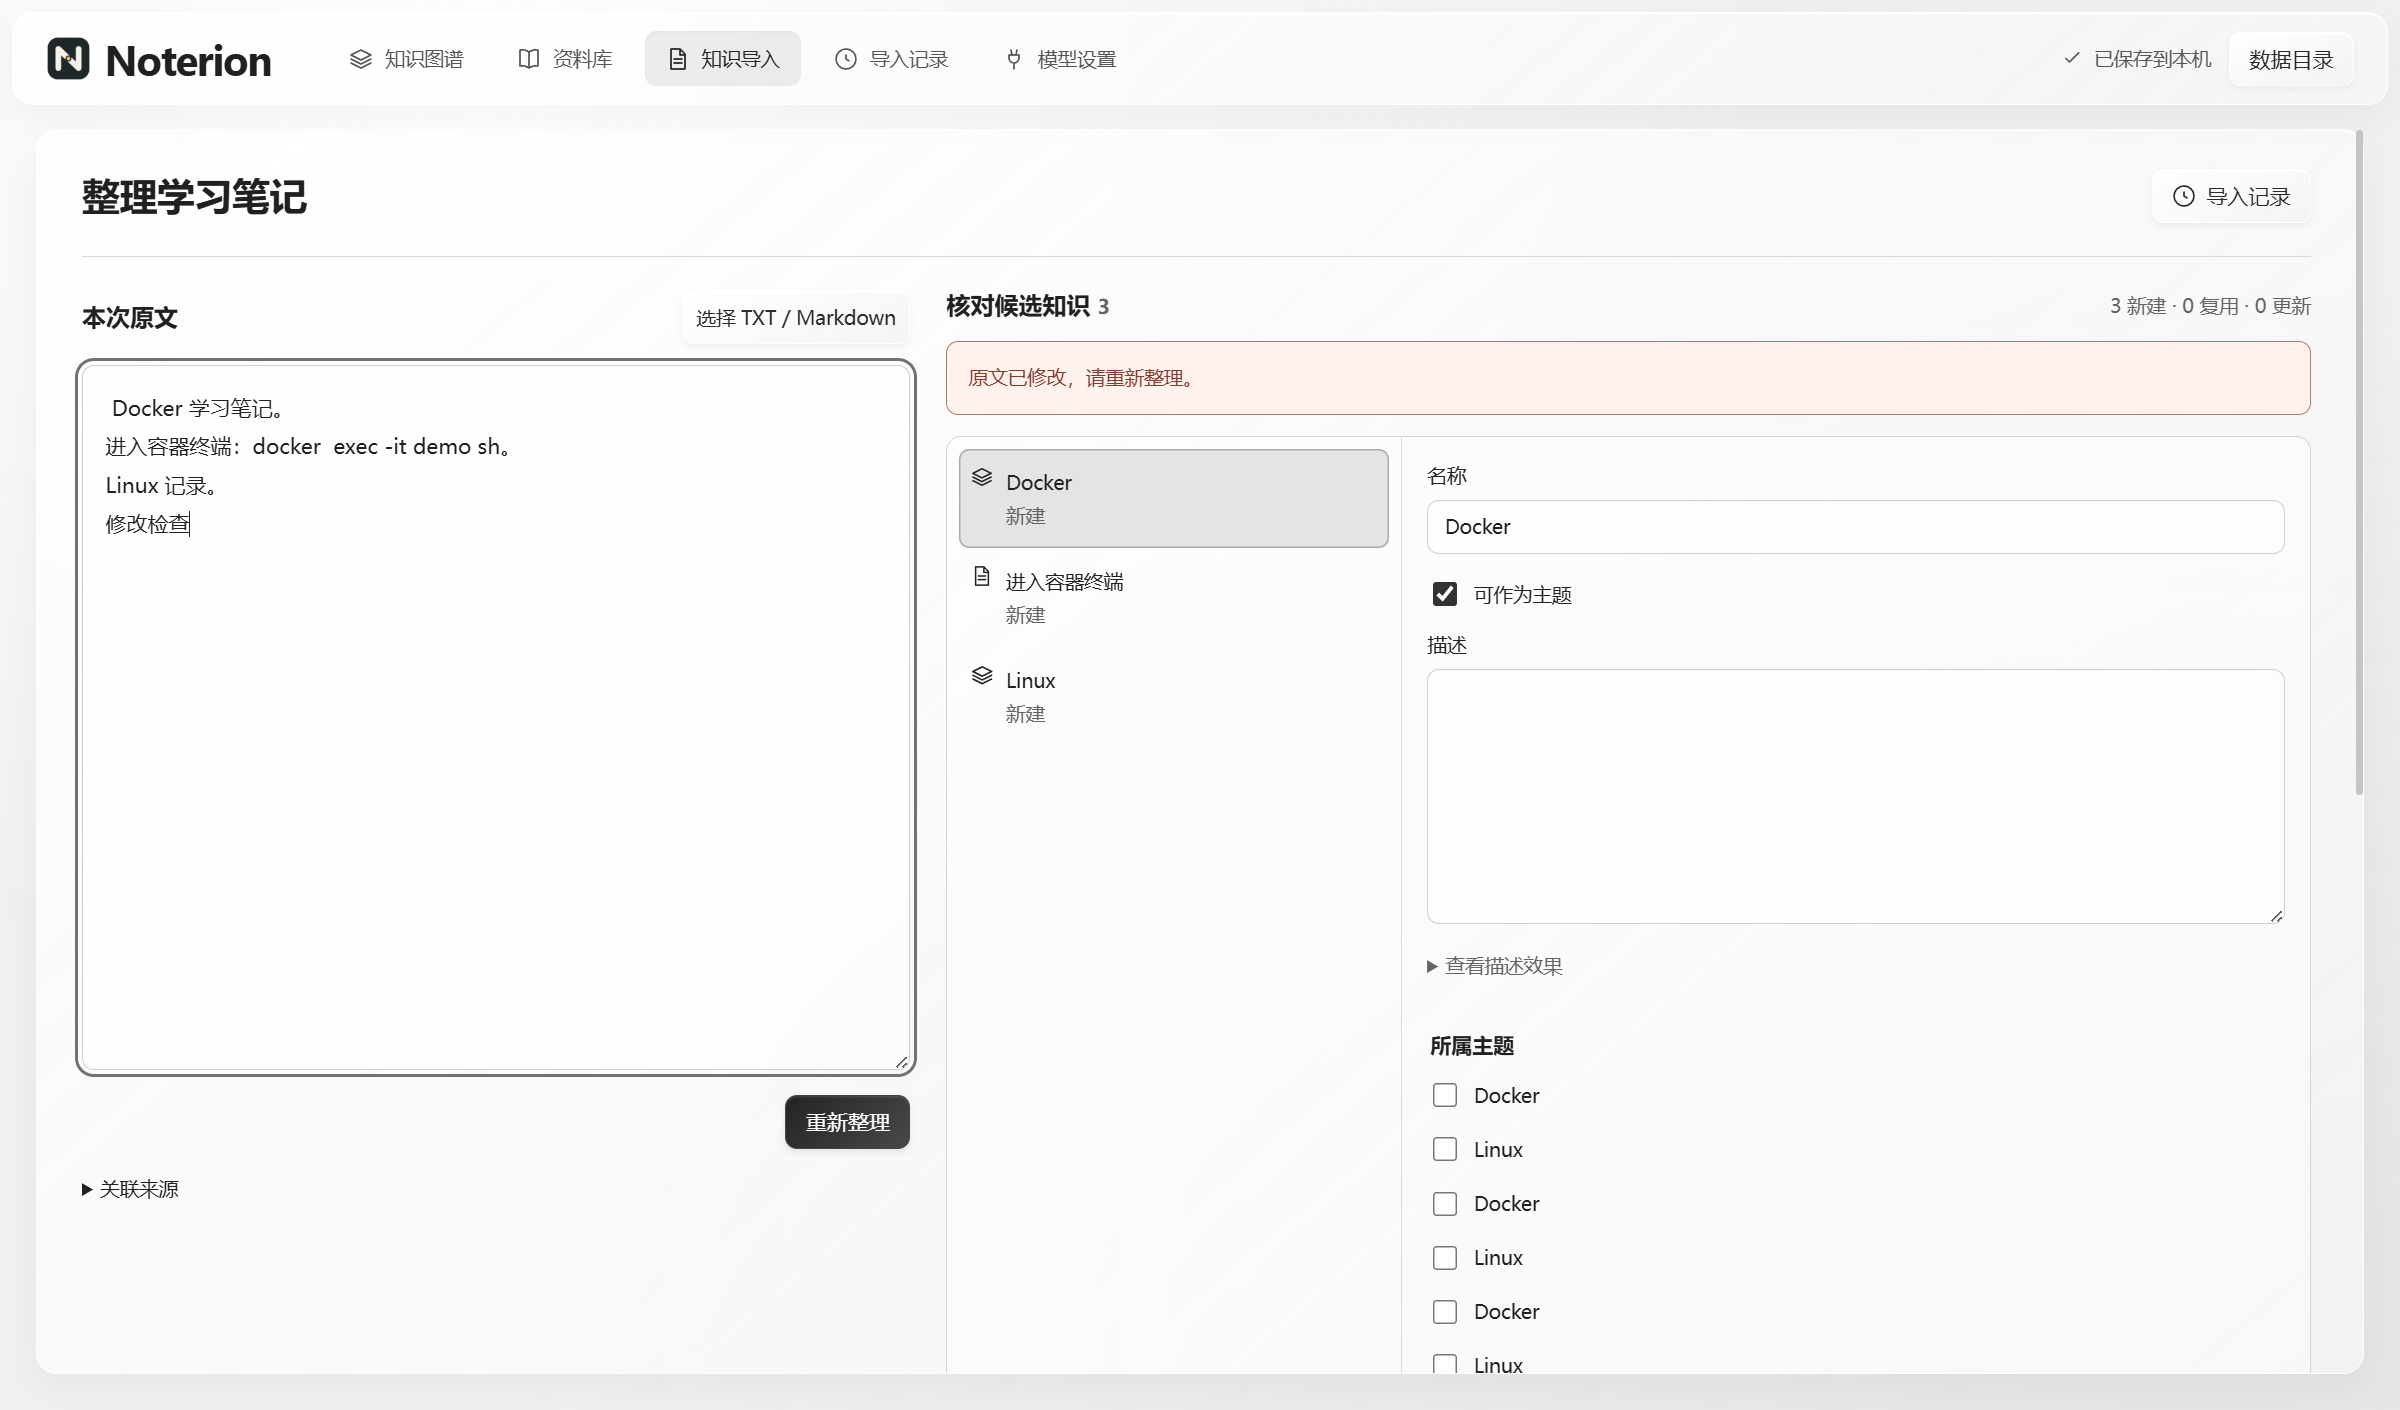 Noterion
知识图谱
资料库
知识导入
导入记录
模型设置
已保存到本机
数据目录
整理学习笔记
导入记录
本次原文
选择 TXT / Markdown
Docker 学习笔记。
进入容器终端：docker  exec -it demo sh。
Linux 记录。
修改检查
重新整理
关联来源
核对候选知识 3
3 新建 · 0 复用 · 0 更新
原文已修改，请重新整理。
Docker
新建
进入容器终端
新建
Linux
新建
名称
Docker
可作为主题
描述
查看描述效果
所属主题
Docker
Linux
Docker
Linux
Docker
Linux